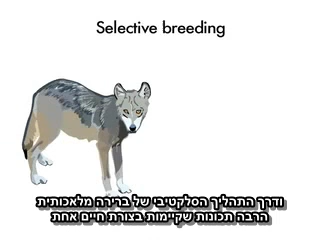 Selective breeding
ודרך התהליך הסלקטיבי של ברירה מלאכותית
הרבה תכונות שקיימות בצורת חיים אחת